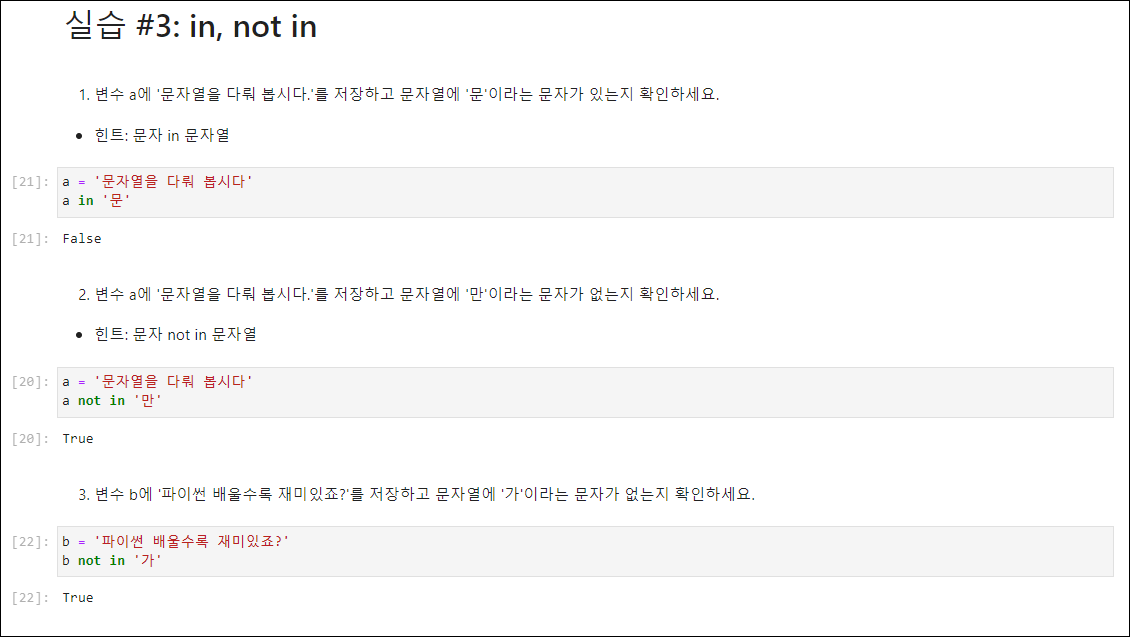 실습 #3: in, not in
1. 변수 a에 '문자열을 다뤄 봅시다.'를 저장하고 문자열에 '문'이라는 문자가 있는지 확인하세요.
• 힌트: 문자 in 문자열
[21]: a = '문자열을 다뤄 봅시다'
a in '문'
[21]: False
2. 변수 a에 '문자열을 다뤄 봅시다.'를 저장하고 문자열에 '만'이라는 문자가 없는지 확인하세요.
• 힌트: 문자 not in 문자열
[20]: a = '문자열을 다뤄 봅시다'
a not in '만'
[20]: True
3. 변수 b에 '파이썬 배울수록 재미있죠?'를 저장하고 문자열에 '가'이라는 문자가 없는지 확인하세요.
[22]: b = '파이썬 배울수록 재미있죠?'
b not in '가'
[22]: True